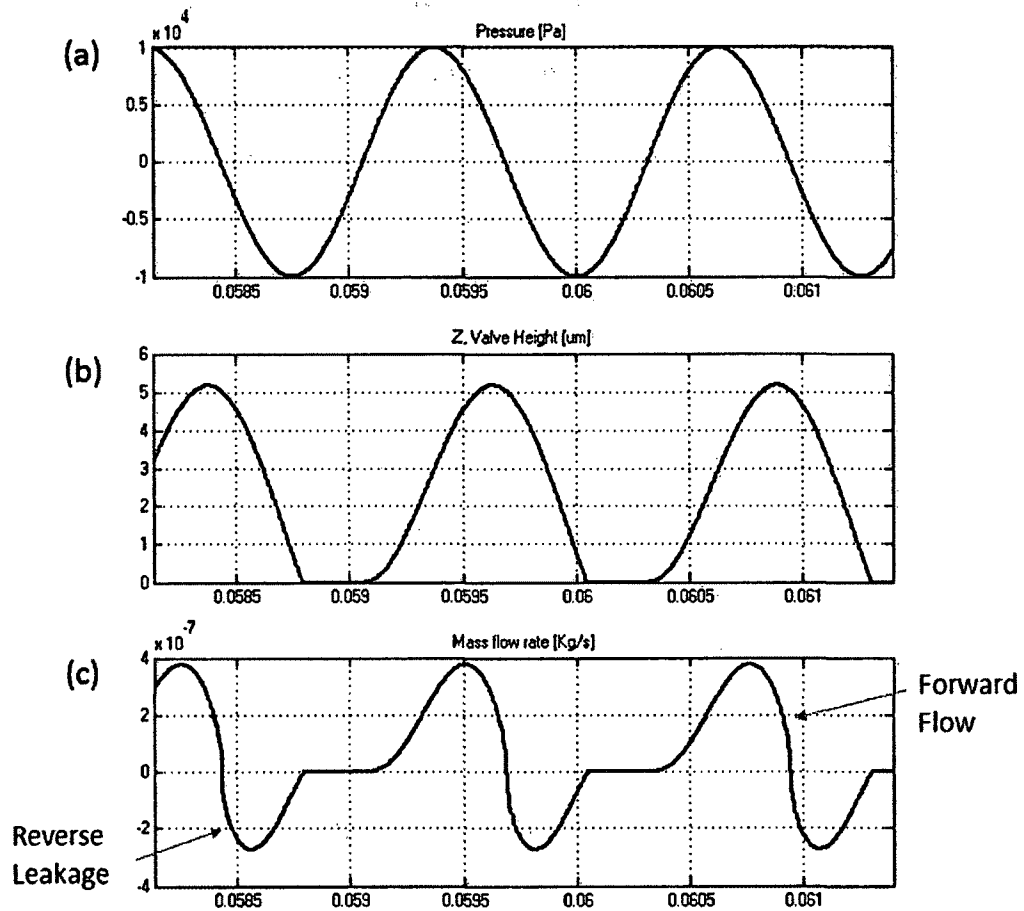 (a)
x 10
4
Pressure [Pa]
1
0.5
0
-0.5
-1
0.0585 0.059 0.0595 0.06 0.0605 0.061
(b)
Z, Valve Height [um]
6
5
4
3
2
1
0
0.0585 0.059 0.0595 0.06 0.0605 0.061
(c)
x 10
-7
Mass flow rate [Kg/s]
4
2
0
-2
-4
0.0585 0.059 0.0595 0.06 0.0605 0.061
Forward
Flow
Reverse
Leakage